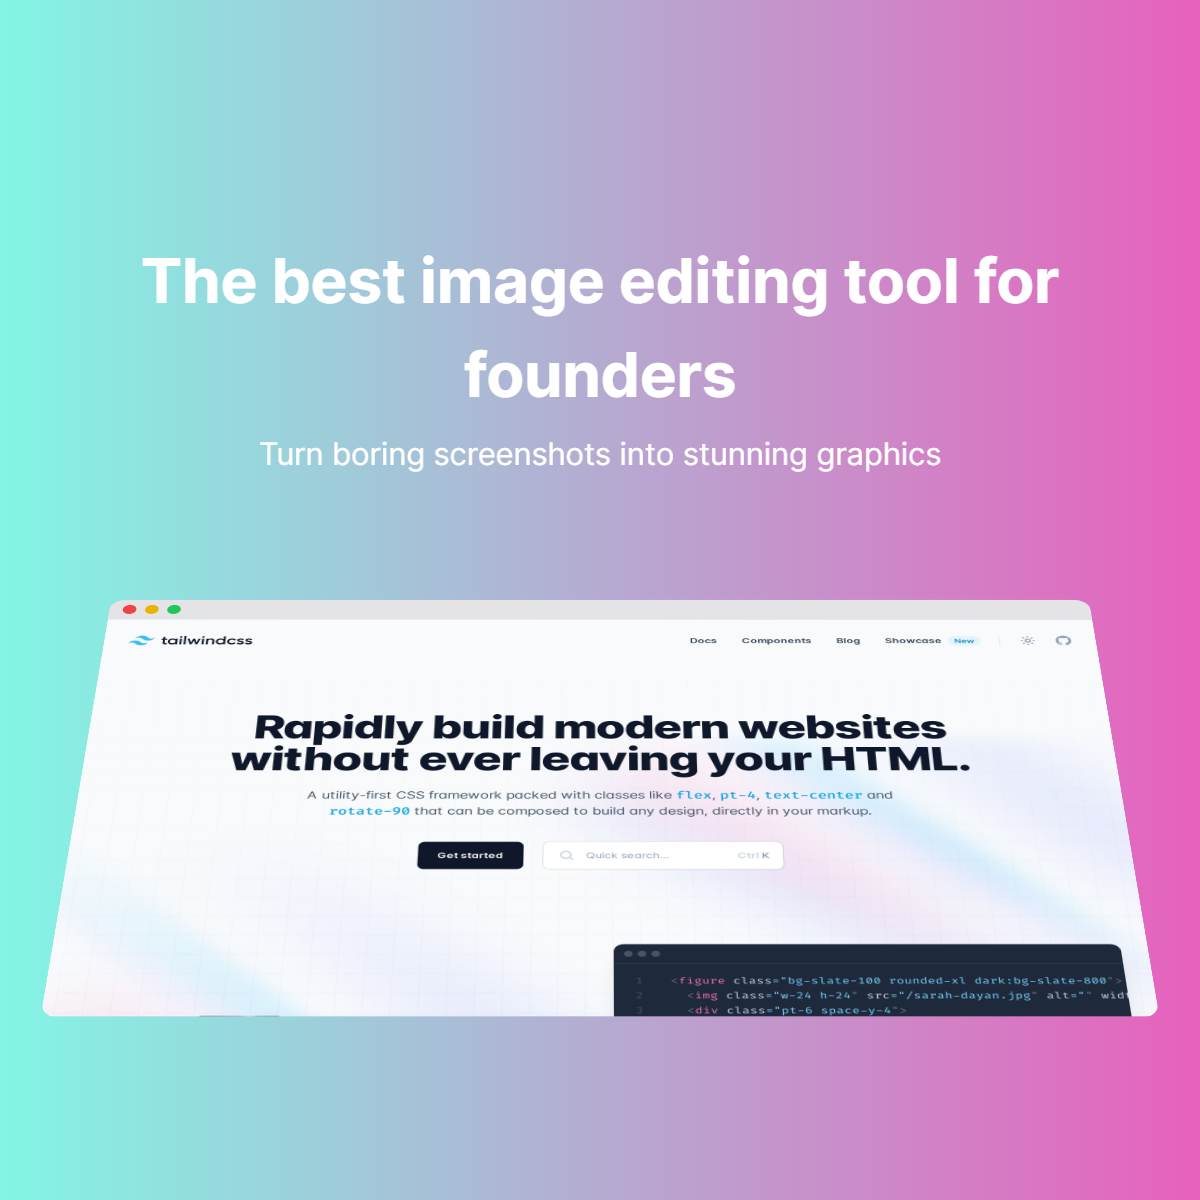 The best image editing tool for
founders
Turn boring screenshots into stunning graphics
tailwindcss
Docs Components Blog Showcase New
Rapidly build modern websites
without ever leaving your HTML.
A utility-first CSS framework packed with classes like flex, pt-4, text-center and
rotate-90 that can be composed to build any design, directly in your markup.
Get started
Quick search... Ctrl K
1 <figure class="bg-slate-100 rounded-xl dark:bg-slate-800">
2 <img class="w-24 h-24" src="/sarah-dayan.jpg" alt="" widt
3 <div class="pt-6 space-y-4">